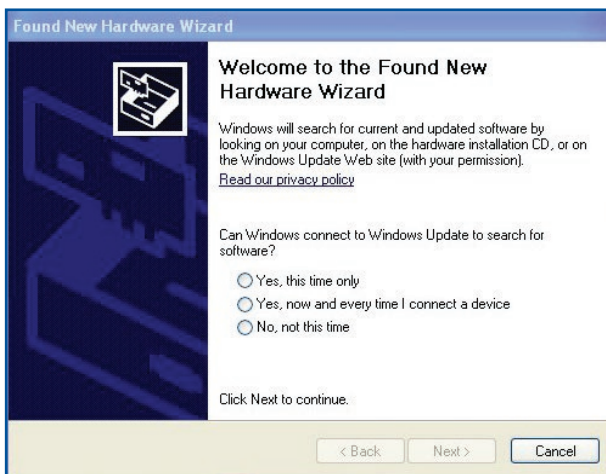 Found New Hardware Wizard
Welcome to the Found New
Hardware Wizard
Windows will search for current and updated software by
looking on your computer, on the hardware installation CD, or on
the Windows Update Web site (with your permission).
Read our privacy policy
Can Windows connect to Windows Update to search for
software?
Yes, this time only
Yes, now and every time I connect a device
No, not this time
Click Next to continue.
< Back
Next >
Cancel